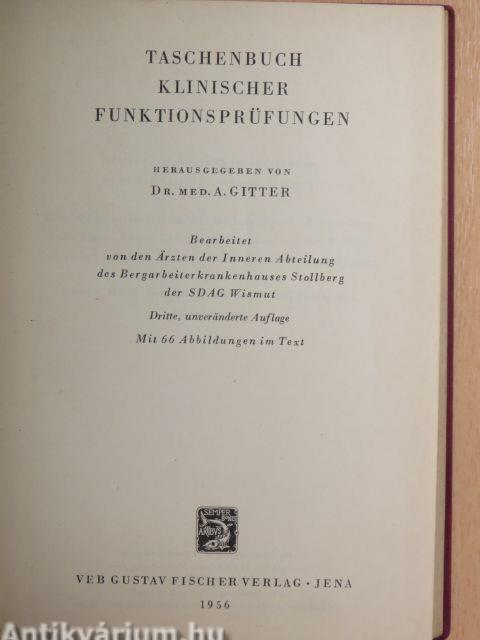 TASCHENBUCH
KLINISCHER
FUNKTIONSPRÜFUNGEN
HERAUSGEGEBEN VON
DR. MED. A. GITTER
Bearbeitet
von den Ärzten der Inneren Abteilung
des Bergarbeiterkrankenhauses Stollberg
der SDAG Wismut
Dritte, unveränderte Auflage
Mit 66 Abbildungen im Text
SEMPER BONIS
ARTIBVS
VEB GUSTAV FISCHER VERLAG · JENA
1956
Antikvárium.hu